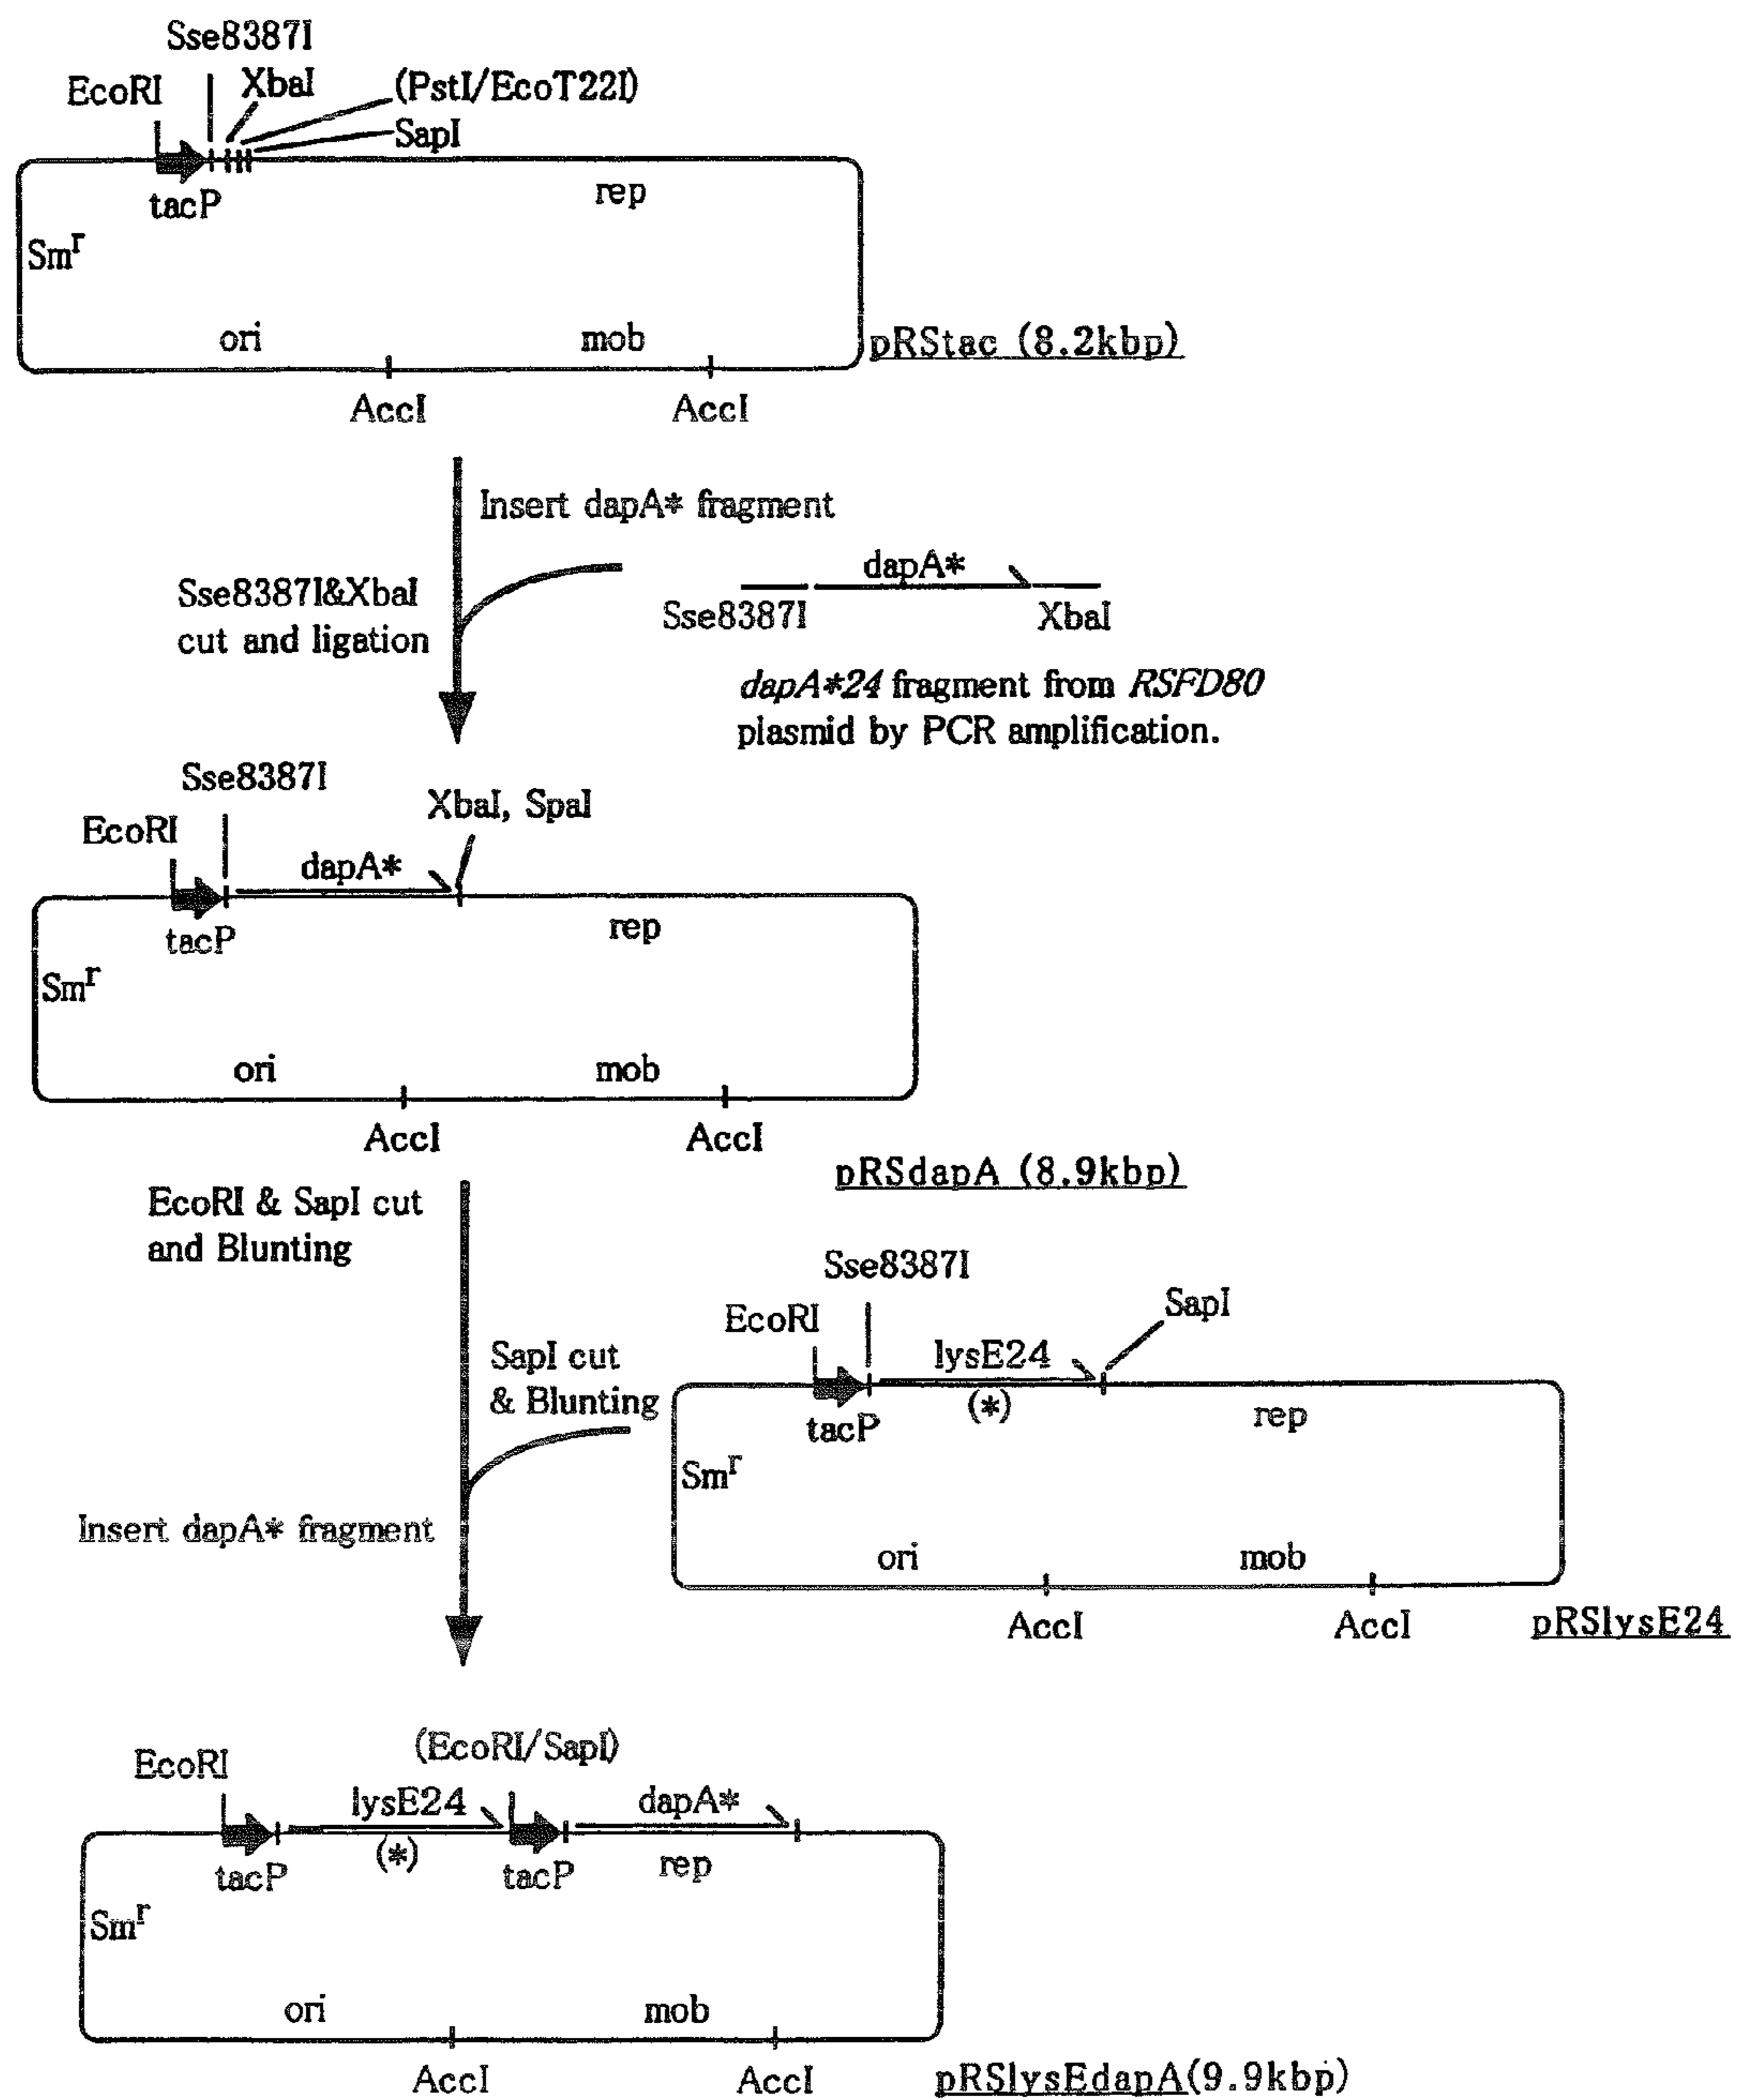 Sse8387I
EcoRI XbaI (PstI/EcoT22I)
SapI
tacP rep
Smr
ori mob
pRStac (8.2kbp)
AccI AccI
Insert dapA* fragment
Sse8387I&XbaI
cut and ligation
dapA*
Sse8387I XbaI
dapA*24 fragment from RSFD80
plasmid by PCR amplification.
Sse8387I
XbaI, SpaI
EcoRI
dapA*
tacP rep
Smr
ori mob
AccI AccI
pRSdapA (8.9kbp)
EcoRI & SapI cut
and Blunting
Sse8387I
SapI
EcoRI
lysE24
(*)
tacP rep
SapI cut
& Blunting
Smr
Insert dapA* fragment
ori mob
AccI AccI
pRSlysE24
(EcoRI/SapI)
EcoRI
lysE24 dapA*
(*)
tacP tacP rep
Smr
ori mob
AccI AccI
pRSlysEdapA(9.9kbp)